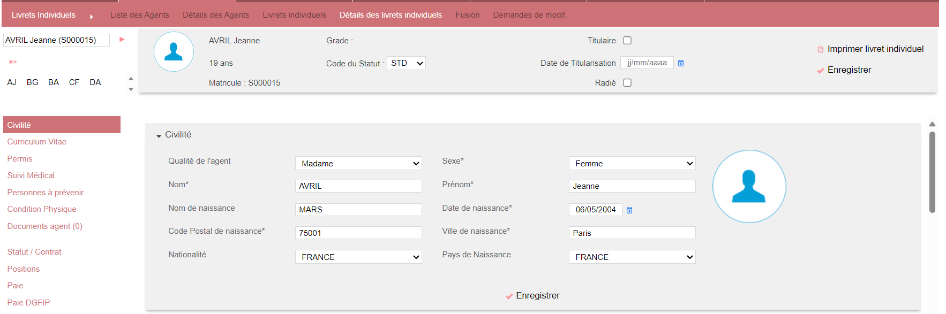 Livrets Individuels Liste des Agents Détails des Agents Livrets individuels Détails des livrets individuels Fusion Demandes de modif.
AVRIL Jeanne (S000015)
AJ BG BA CF DA
AVRIL Jeanne Grade : Titulaire
19 ans Code du Statut : STD Date de Titularisation jj/mm/aaaa
Matricule : S000015 Radié
Imprimer livret individuel
Enregistrer
Civilité
Curriculum Vitae
Permis
Suivi Médical
Personnes à prévenir
Condition Physique
Documents agent (0)
Statut / Contrat
Positions
Paie
Paie DGFIP
Civilité
Qualité de l'agent Madame Sexe* Femme
Nom* AVRIL Prénom* Jeanne
Nom de naissance MARS Date de naissance* 06/05/2004
Code Postal de naissance* 75001 Ville de naissance* Paris
Nationalité FRANCE Pays de Naissance FRANCE
Enregistrer